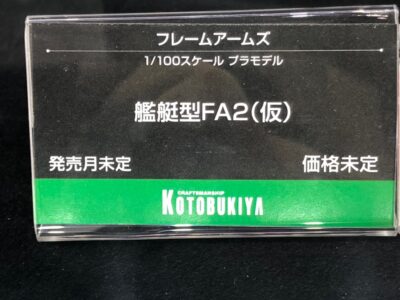 フレームアームズ
1/100スケール プラモデル
艦艇型FA2(仮)
発売月未定 価格未定
CRAFTSMANSHIP
KOTOBUKIYA